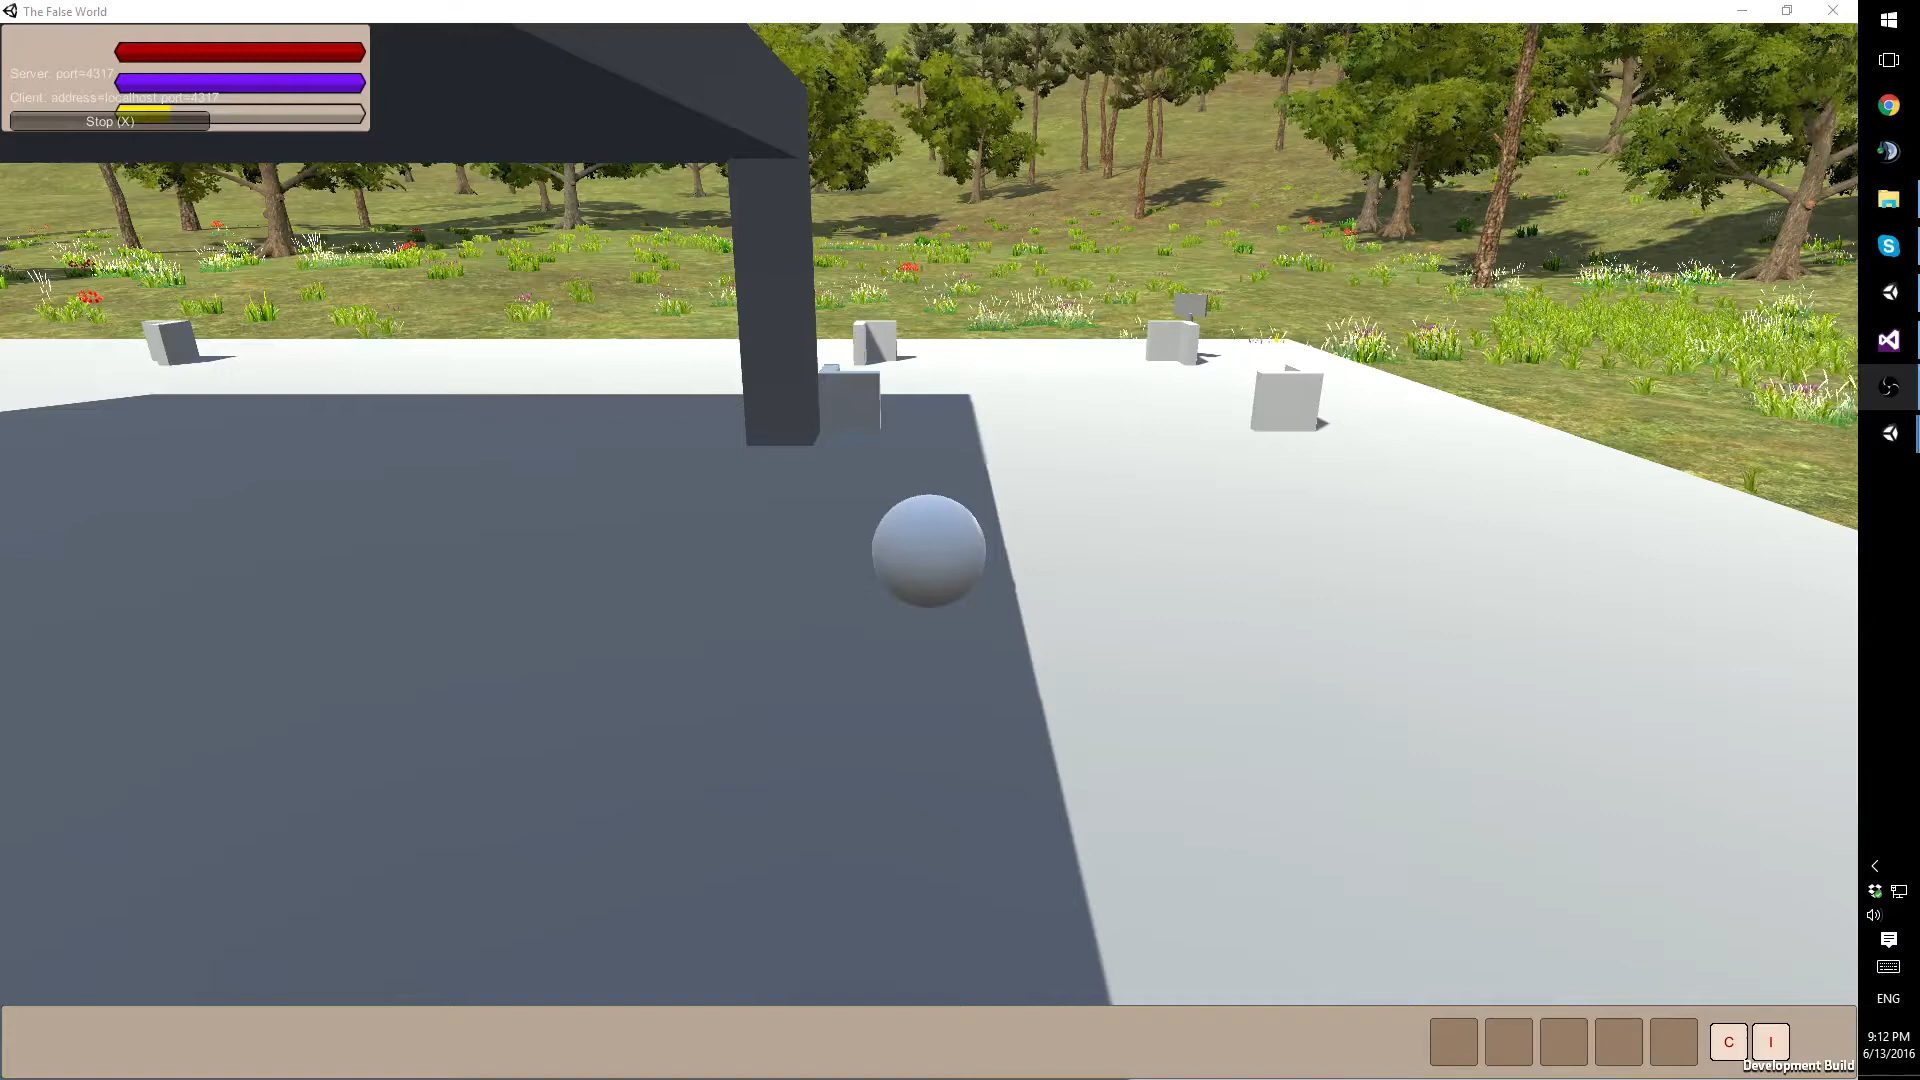 The False World
Server: port=4317
Client: address=localhost port=4317
Stop (X)
C
I
Development Build
ENG
9:12 PM
6/13/2016